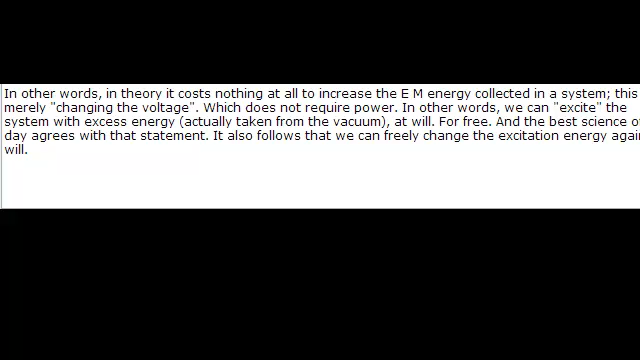 In other words, in theory it costs nothing at all to increase the E M energy collected in a system; this
merely "changing the voltage". Which does not require power. In other words, we can "excite" the
system with excess energy (actually taken from the vacuum), at will. For free. And the best science
day agrees with that statement. It also follows that we can freely change the excitation energy
will.